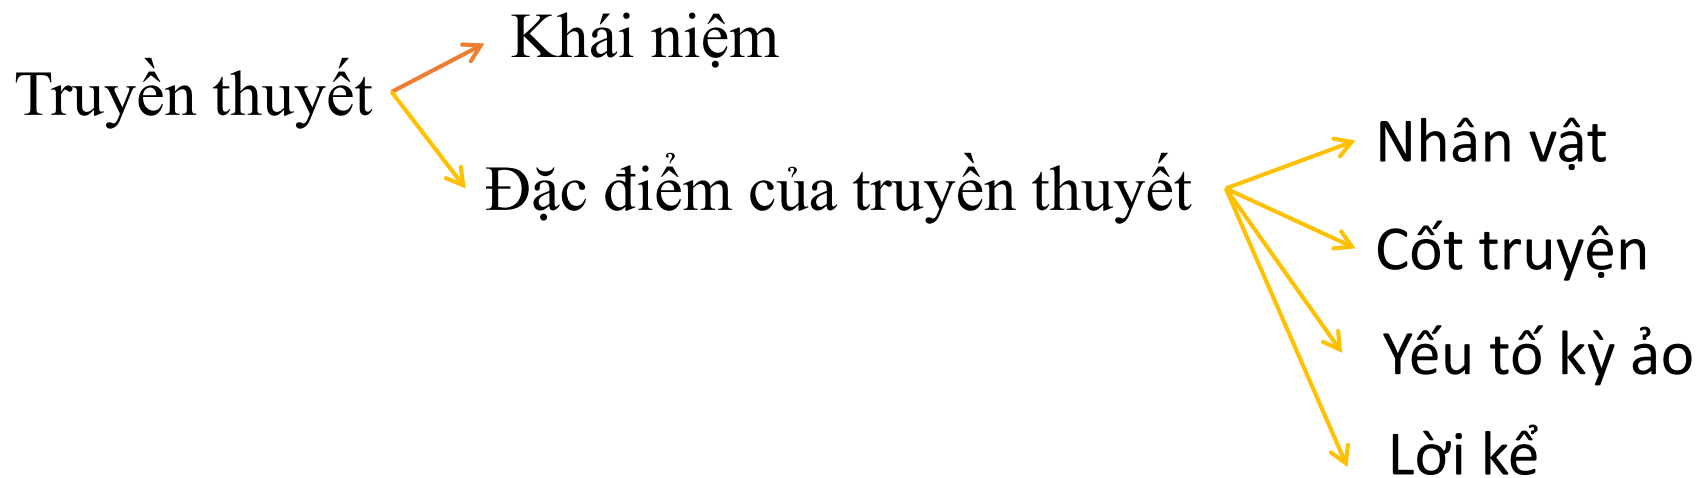 Khái niệm
Truyền thuyết
Đặc điểm của truyền thuyết
Nhân vật
Cốt truyện
Yếu tố kỳ ảo
Lời kể